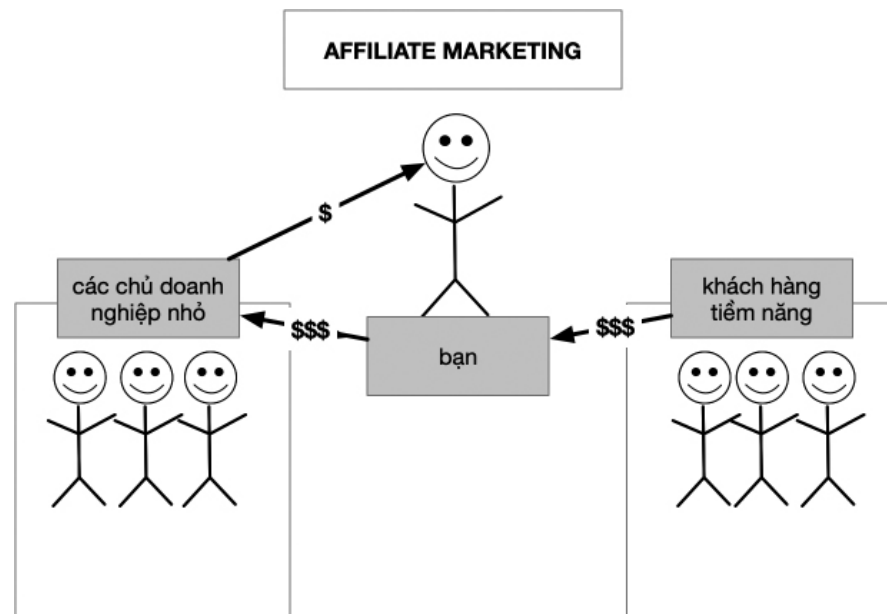 AFFILIATE MARKETING
$
các chủ doanh
nghiệp nhỏ
khách hàng
tiềm năng
$$$
$$$
bạn